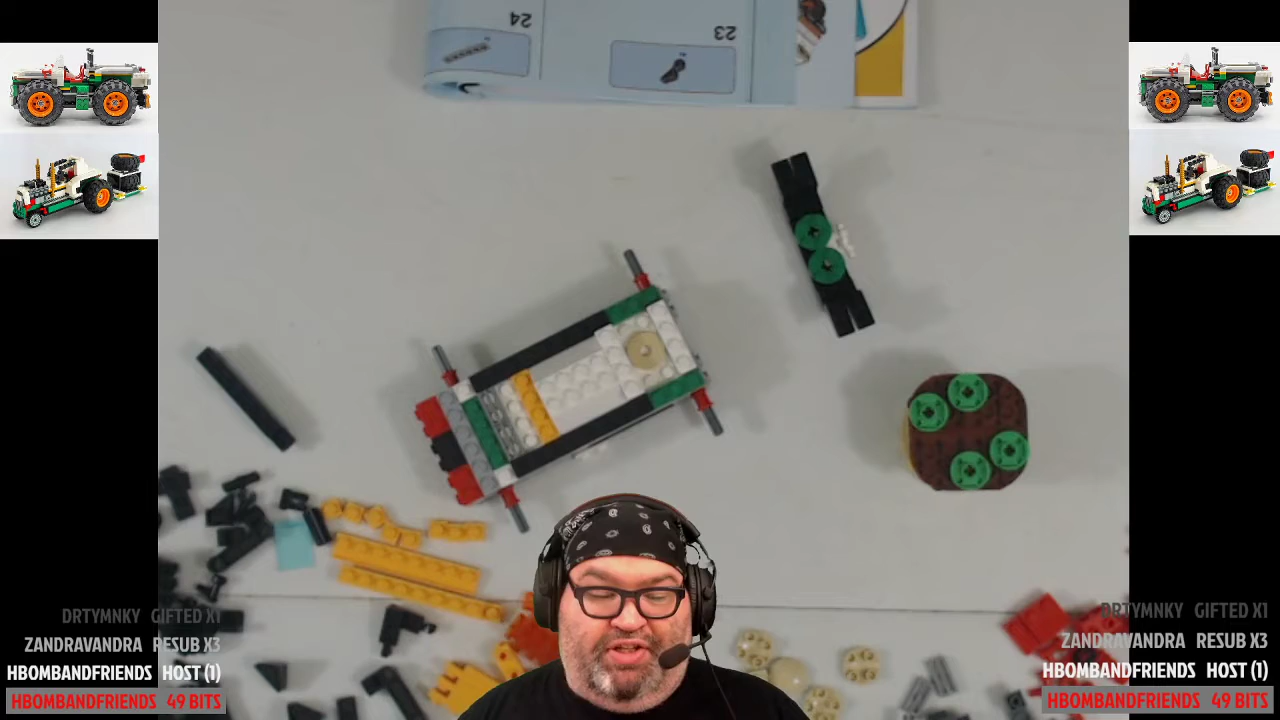 24
23
DRTYMNKY GIFTED X1
ZANDRAVANDRA RESUB X3
HBOMBANDFRIENDS HOST (1)
HBOMBANDFRIENDS 49 BITS
DRTYMNKY GIFTED X1
ZANDRAVANDRA RESUB X3
HBOMBANDFRIENDS HOST (1)
HBOMBANDFRIENDS 49 BITS